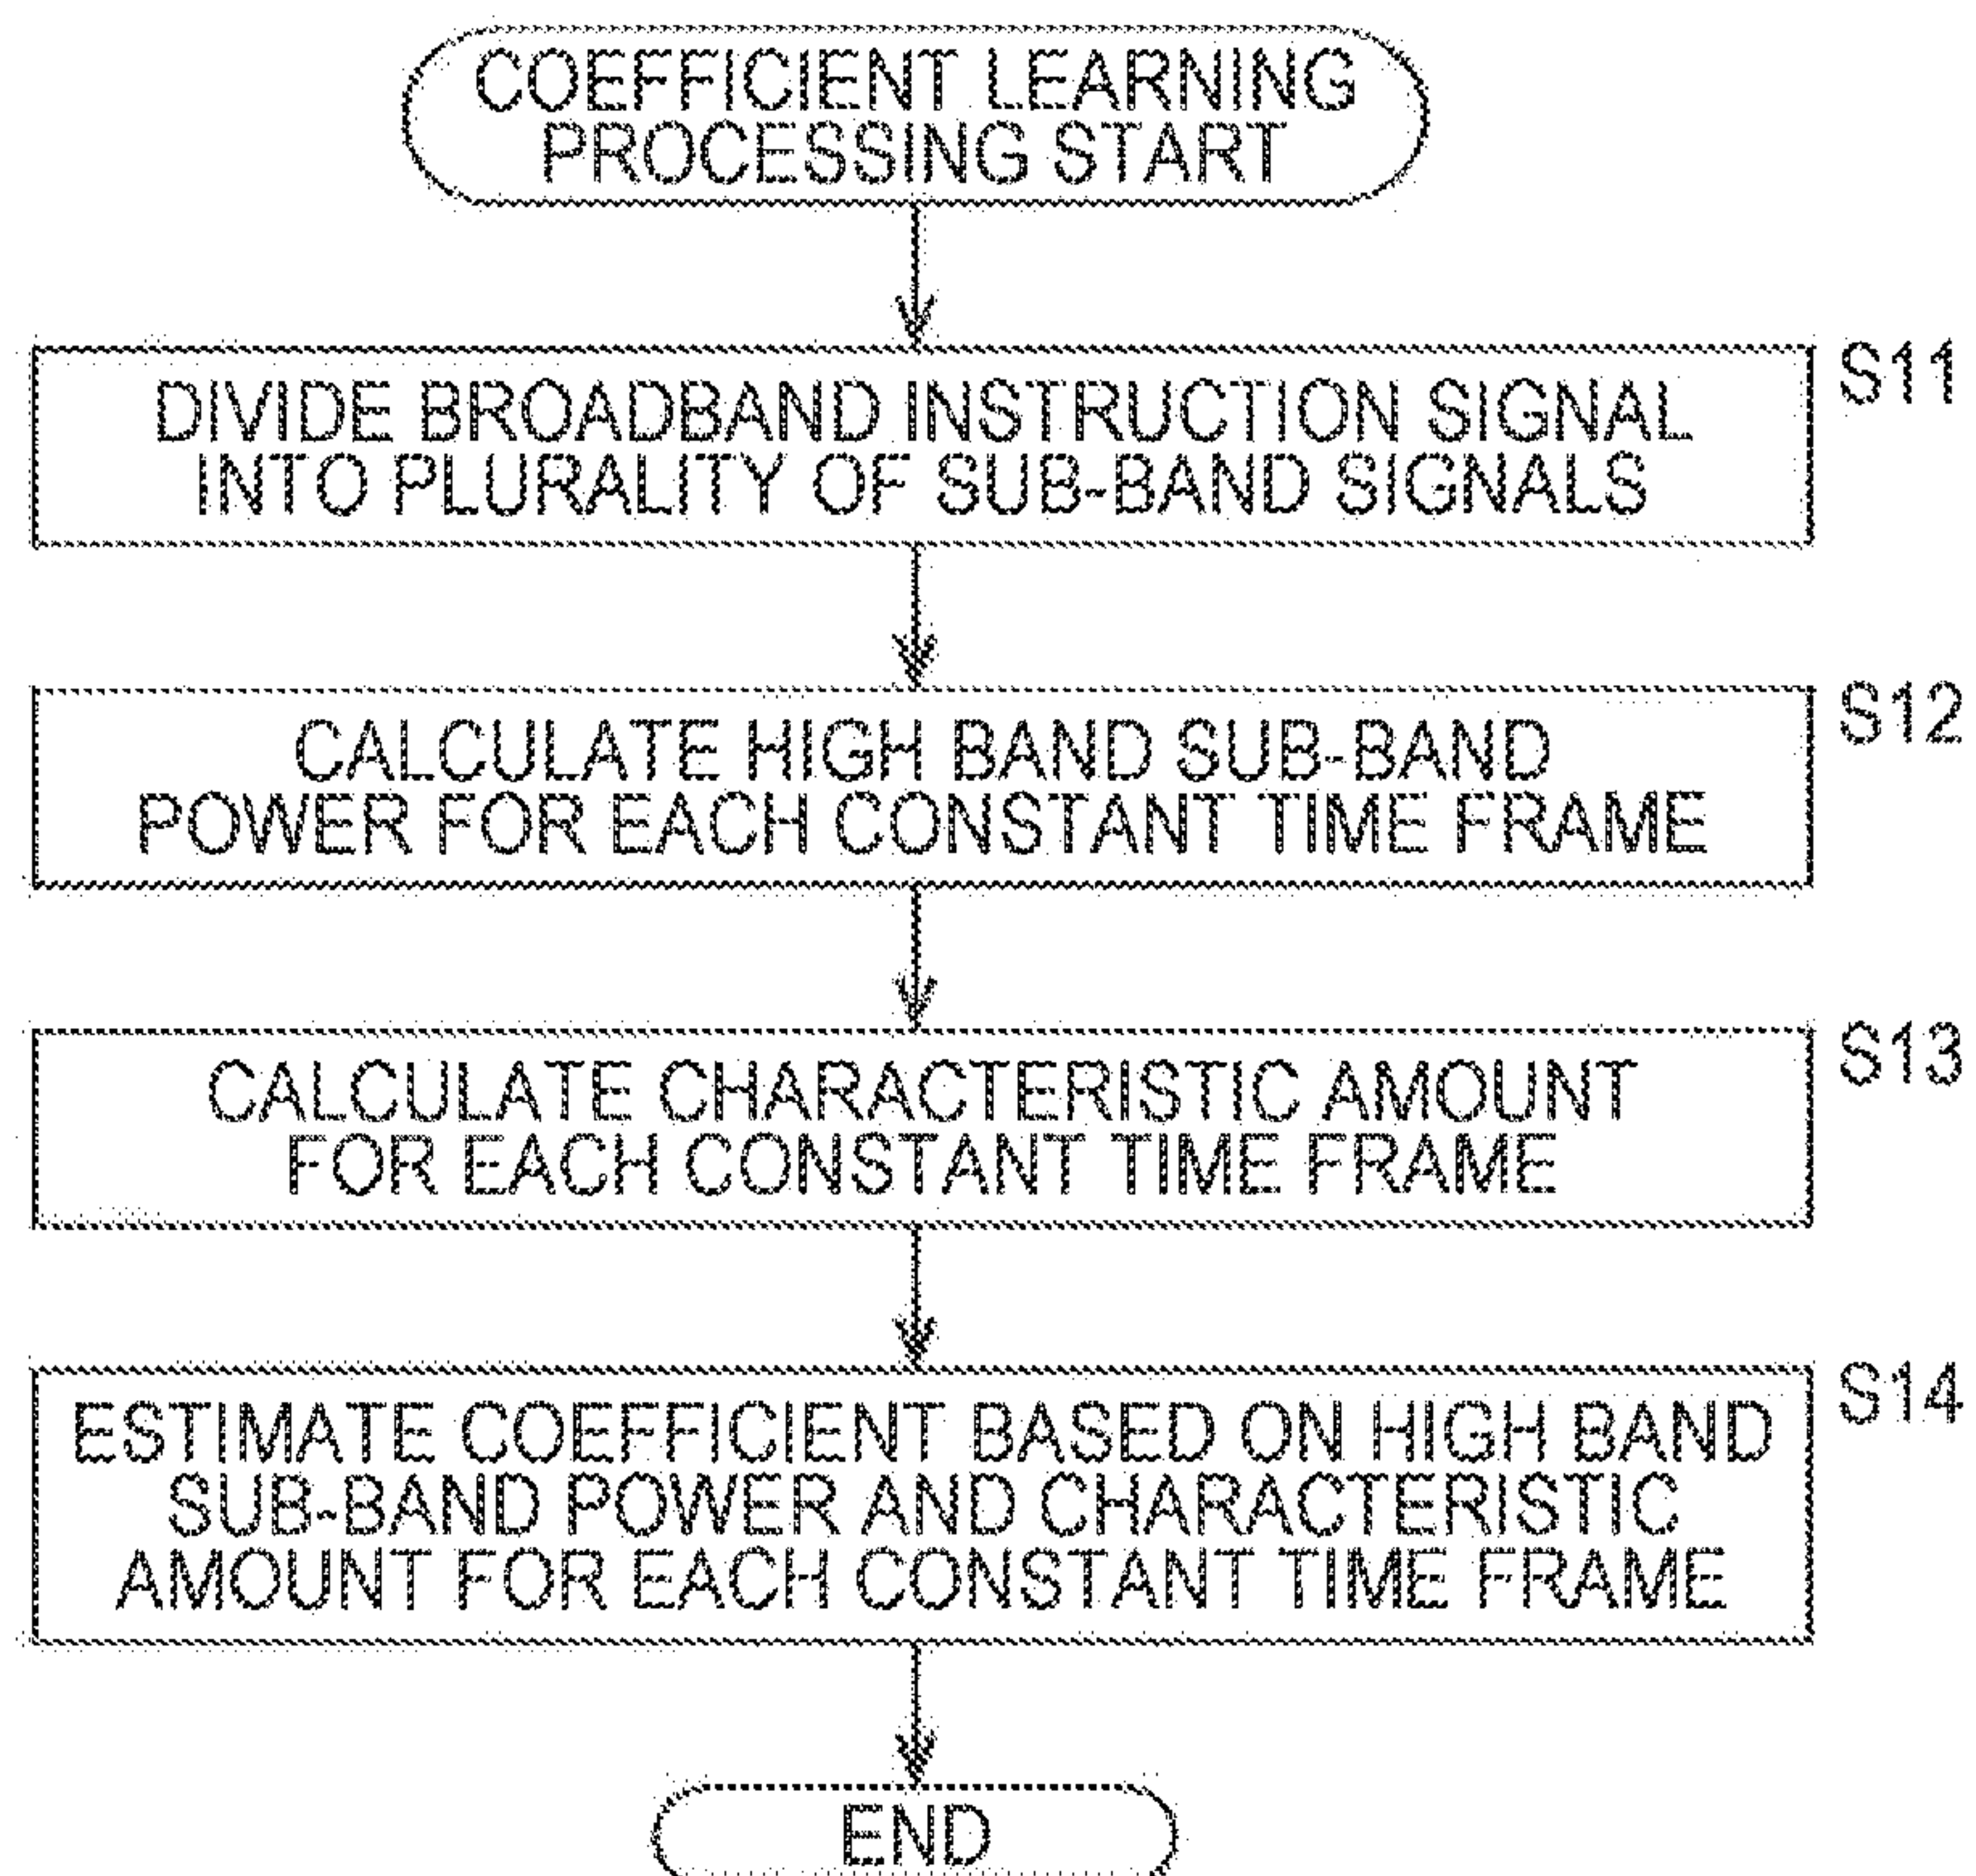 COEFFICIENT LEARNING
PROCESSING START
S11
DIVIDE BROADBAND INSTRUCTION SIGNAL
INTO PLURALITY OF SUB-BAND SIGNALS
S12
CALCULATE HIGH BAND SUB-BAND
POWER FOR EACH CONSTANT TIME FRAME
S13
CALCULATE CHARACTERISTIC AMOUNT
FOR EACH CONSTANT TIME FRAME
S14
ESTIMATE COEFFICIENT BASED ON HIGH BAND
SUB-BAND POWER AND CHARACTERISTIC
AMOUNT FOR EACH CONSTANT TIME FRAME
END